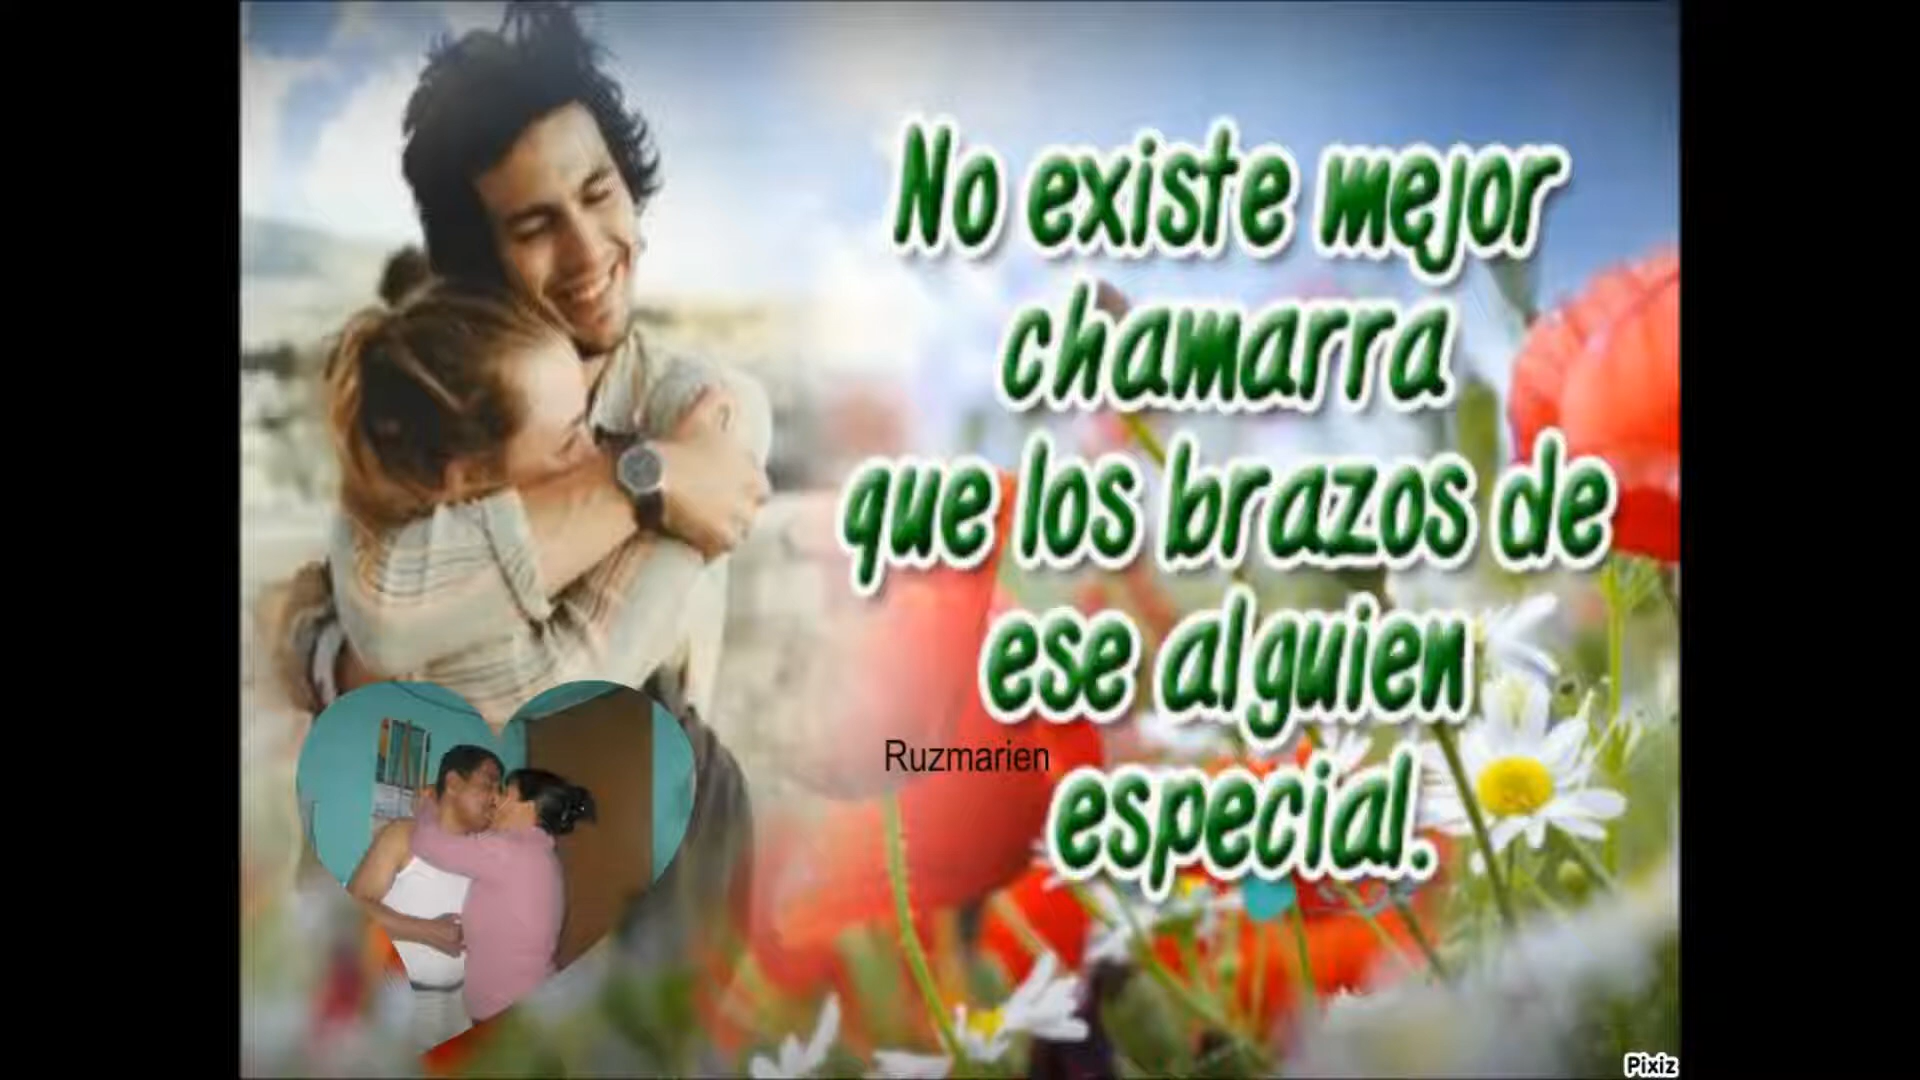 No existe mejor
chamarra
que los brazos de
ese alguien
Ruzmarien
especial.
Pixiz